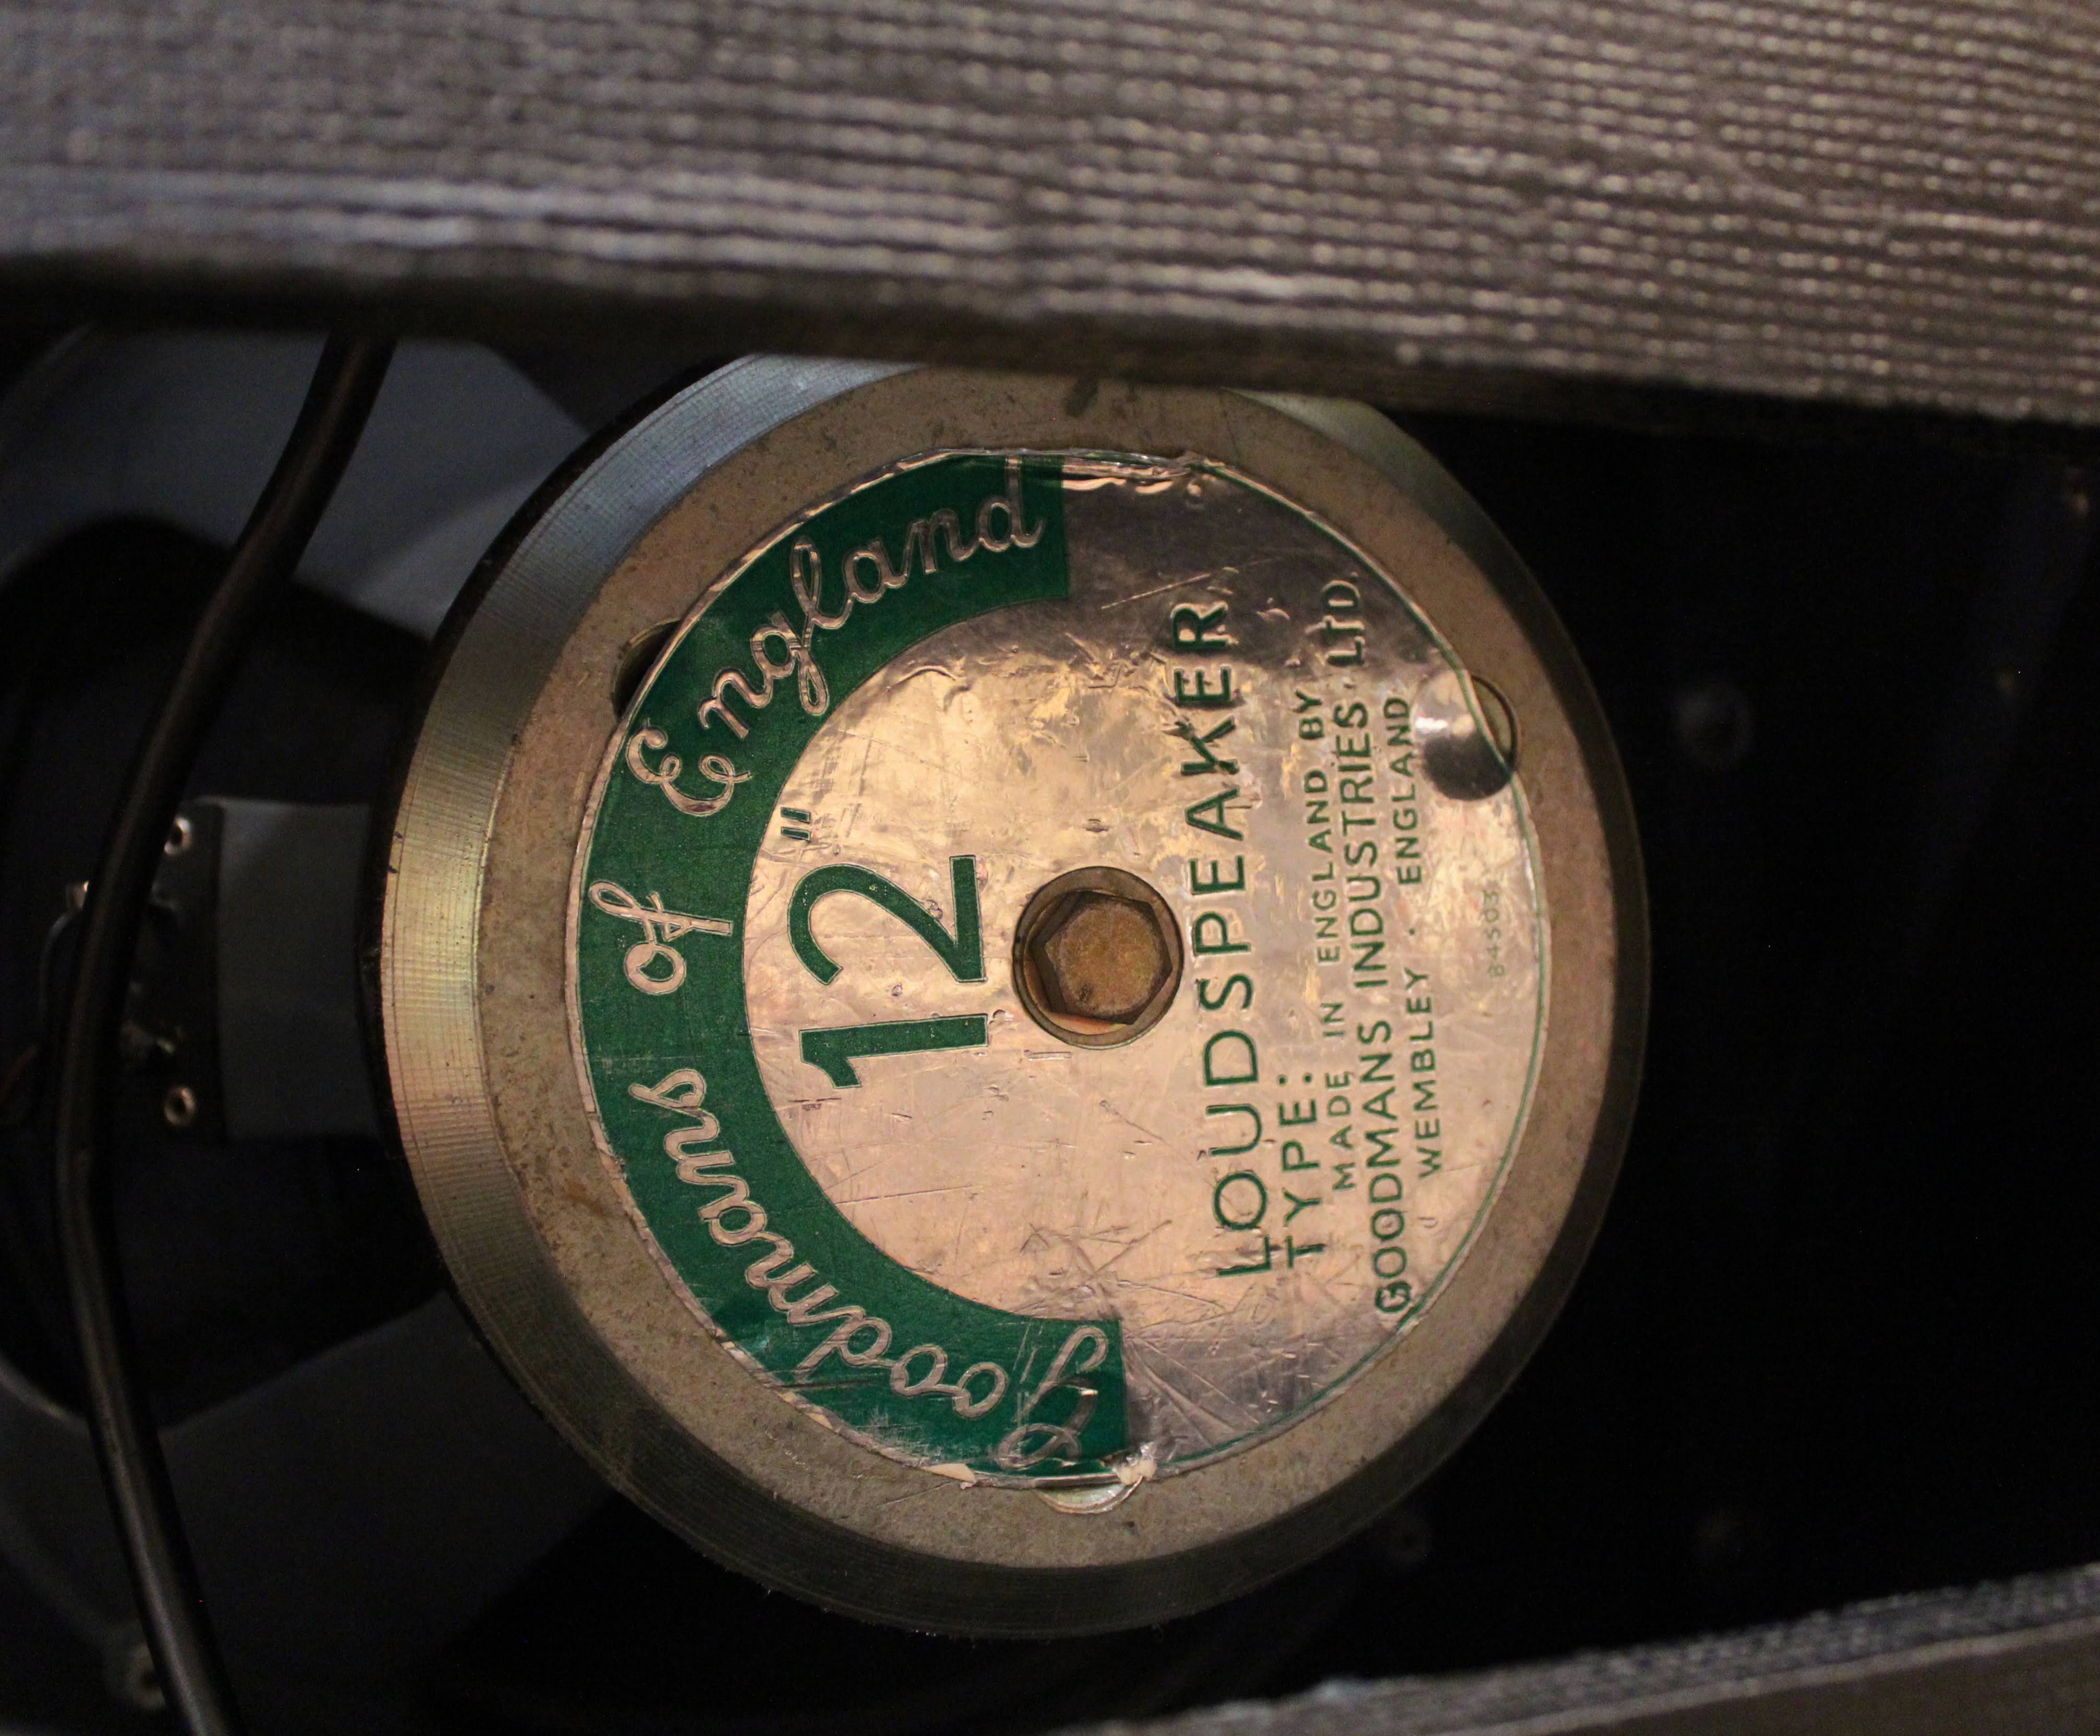 Goodmans of England
12"
LOUDSPEAKER
TYPE:
MADE IN ENGLAND BY
GOODMANS INDUSTRIES. LTD.
WEMBLEY · ENGLAND